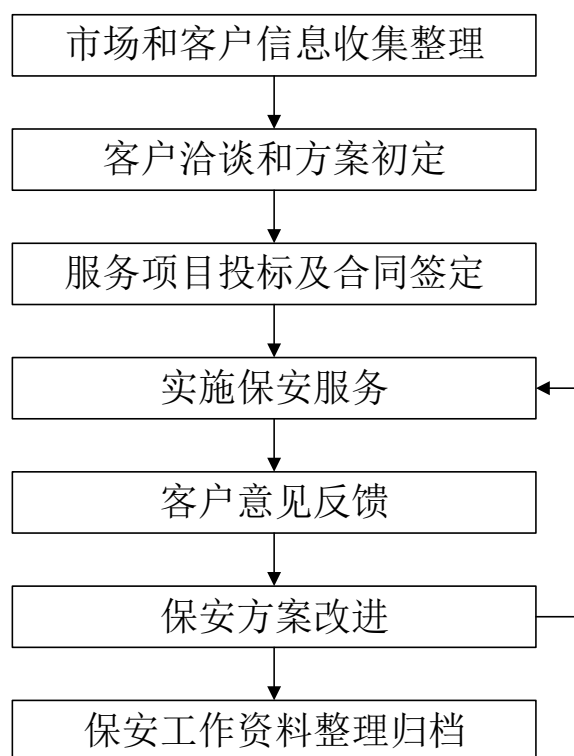 市场和客户信息收集整理
客户洽谈和方案初定
服务项目投标及合同签定
实施保安服务
客户意见反馈
保安方案改进
保安工作资料整理归档